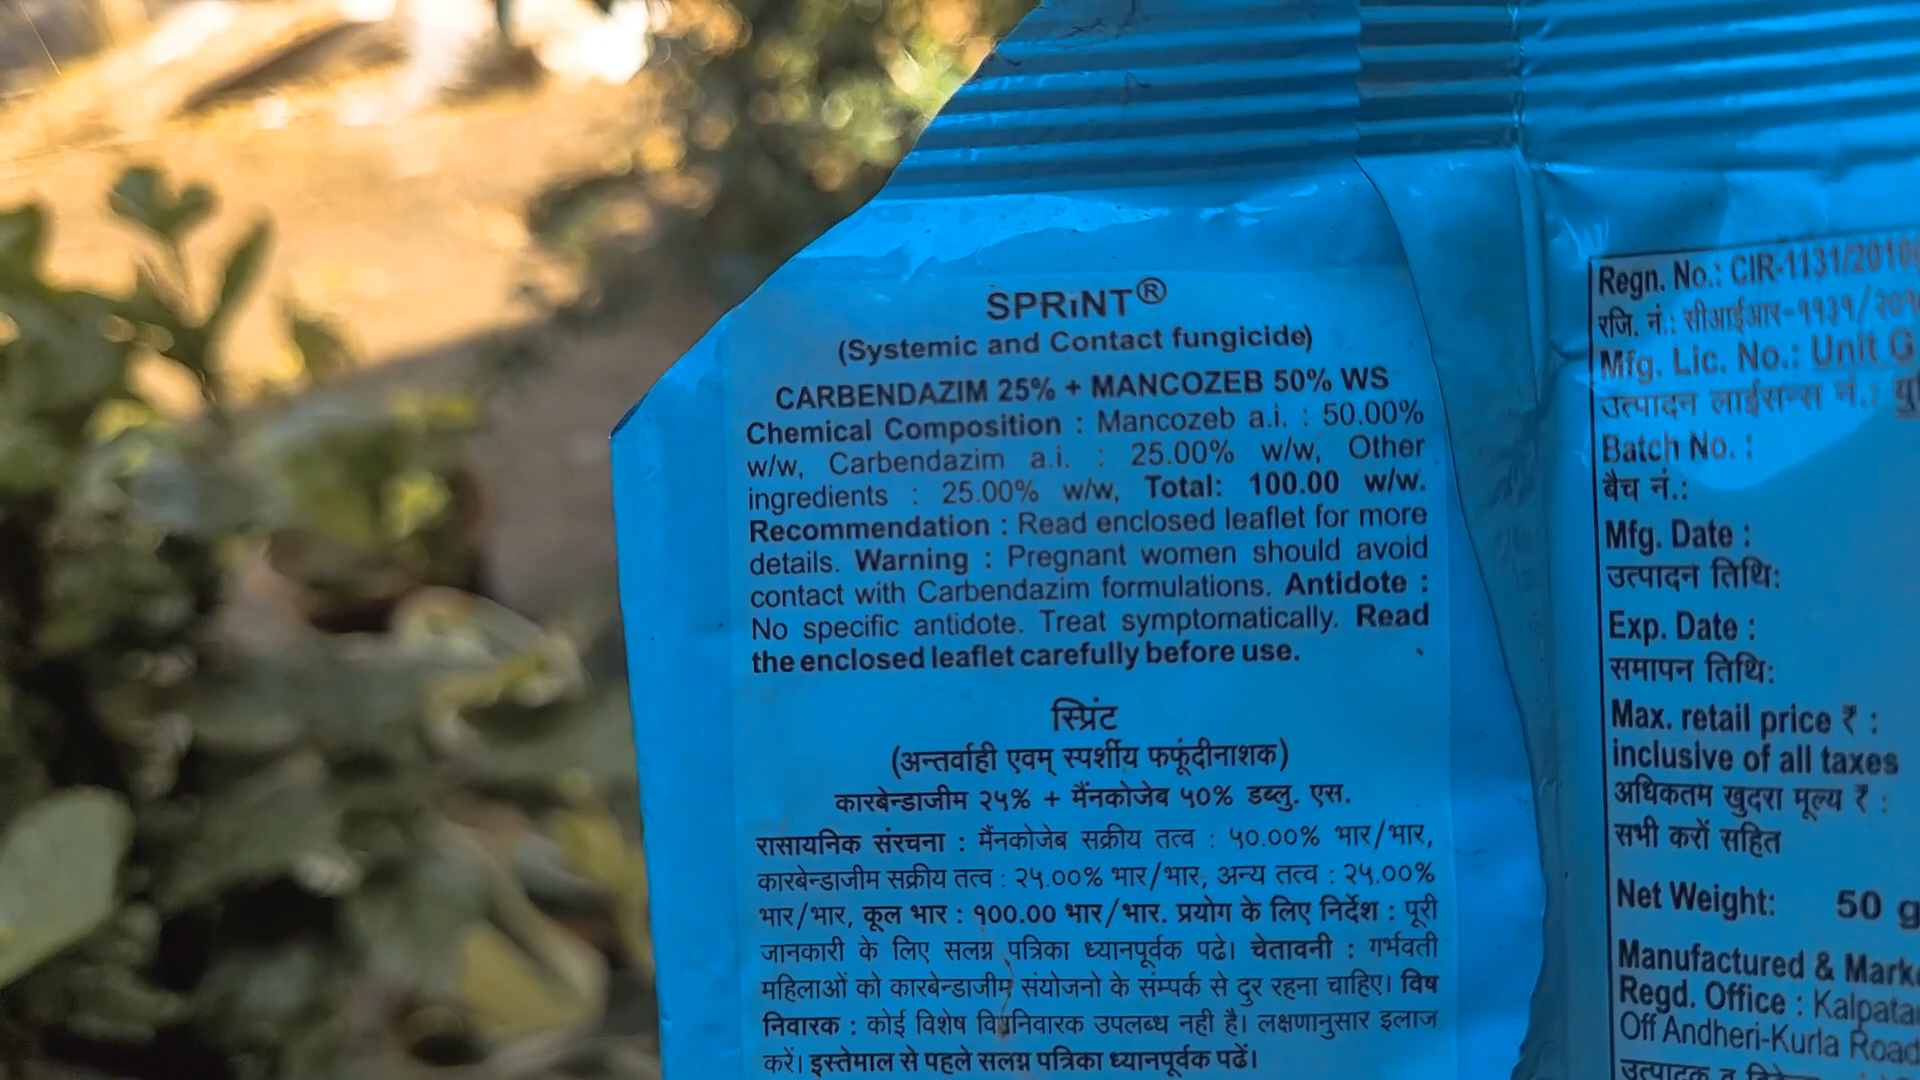 SPRiNT®
(Systemic and Contact fungicide)
CARBENDAZIM 25% + MANCOZEB 50% WS
Chemical Composition : Mancozeb a.i. : 50.00%
w/w, Carbendazim a.i. : 25.00% w/w, Other
ingredients : 25.00% w/w, Total: 100.00 w/w.
Recommendation : Read enclosed leaflet for more
details. Warning : Pregnant women should avoid
contact with Carbendazim formulations. Antidote :
No specific antidote. Treat symptomatically. Read
the enclosed leaflet carefully before use.
स्प्रिंट
(अन्तर्वाही एवम् स्पर्शीय फफूंदीनाशक)
कारबेन्डाजीम २५% + मैंनकोजेब ५०% डब्लु. एस.
रासायनिक संरचना : मैंनकोजेब सक्रीय तत्व : ५०.००% भार/भार,
कारबेन्डाजीम सक्रीय तत्व : २५.००% भार/भार, अन्य तत्व : २५.००%
भार/भार, कूल भार : १००.०० भार/भार. प्रयोग के लिए निर्देश : पूरी
जानकारी के लिए सलग्न पत्रिका ध्यानपूर्वक पढे। चेतावनी : गर्भवती
महिलाओं को कारबेन्डाजीम संयोजनो के संम्पर्क से दुर रहना चाहिए। विष
निवारक : कोई विशेष विषनिवारक उपलब्ध नही है। लक्षणानुसार इलाज
करें। इस्तेमाल से पहले सलग्न पत्रिका ध्यानपूर्वक पढें।
Regn. No.: CIR-1131/2010
रजि. नं.: सीआईआर-११३१/२०१
Mfg. Lic. No.: Unit G
उत्पादन लाईसन्स नं.:
Batch No. :
बैच नं.:
Mfg. Date :
उत्पादन तिथि:
Exp. Date :
समापन तिथि:
Max. retail price ₹ :
inclusive of all taxes
अधिकतम खुदरा मूल्य ₹ :
सभी करों सहित
Net Weight: 50 g
Manufactured & Mark
Regd. Office : Kalpata
Off Andheri-Kurla Road